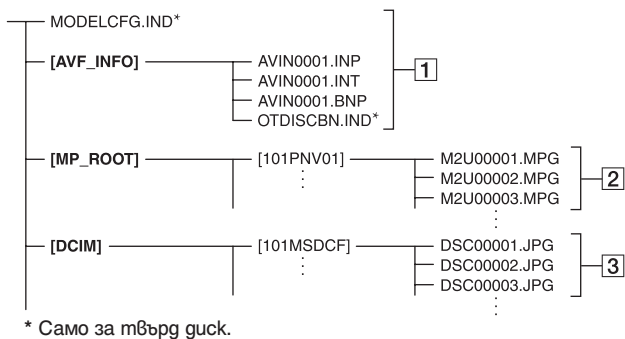 MODELCFG.IND*
[AVF_INFO] AVIN0001.INP
AVIN0001.INT 1
AVIN0001.BNP
OTDISCBN.IND*
[MP_ROOT] [101PNV01] M2U00001.MPG
M2U00002.MPG 2
M2U00003.MPG
[DCIM] [101MSDCF] DSC00001.JPG
DSC00002.JPG 3
DSC00003.JPG
* Само за твърд диск.